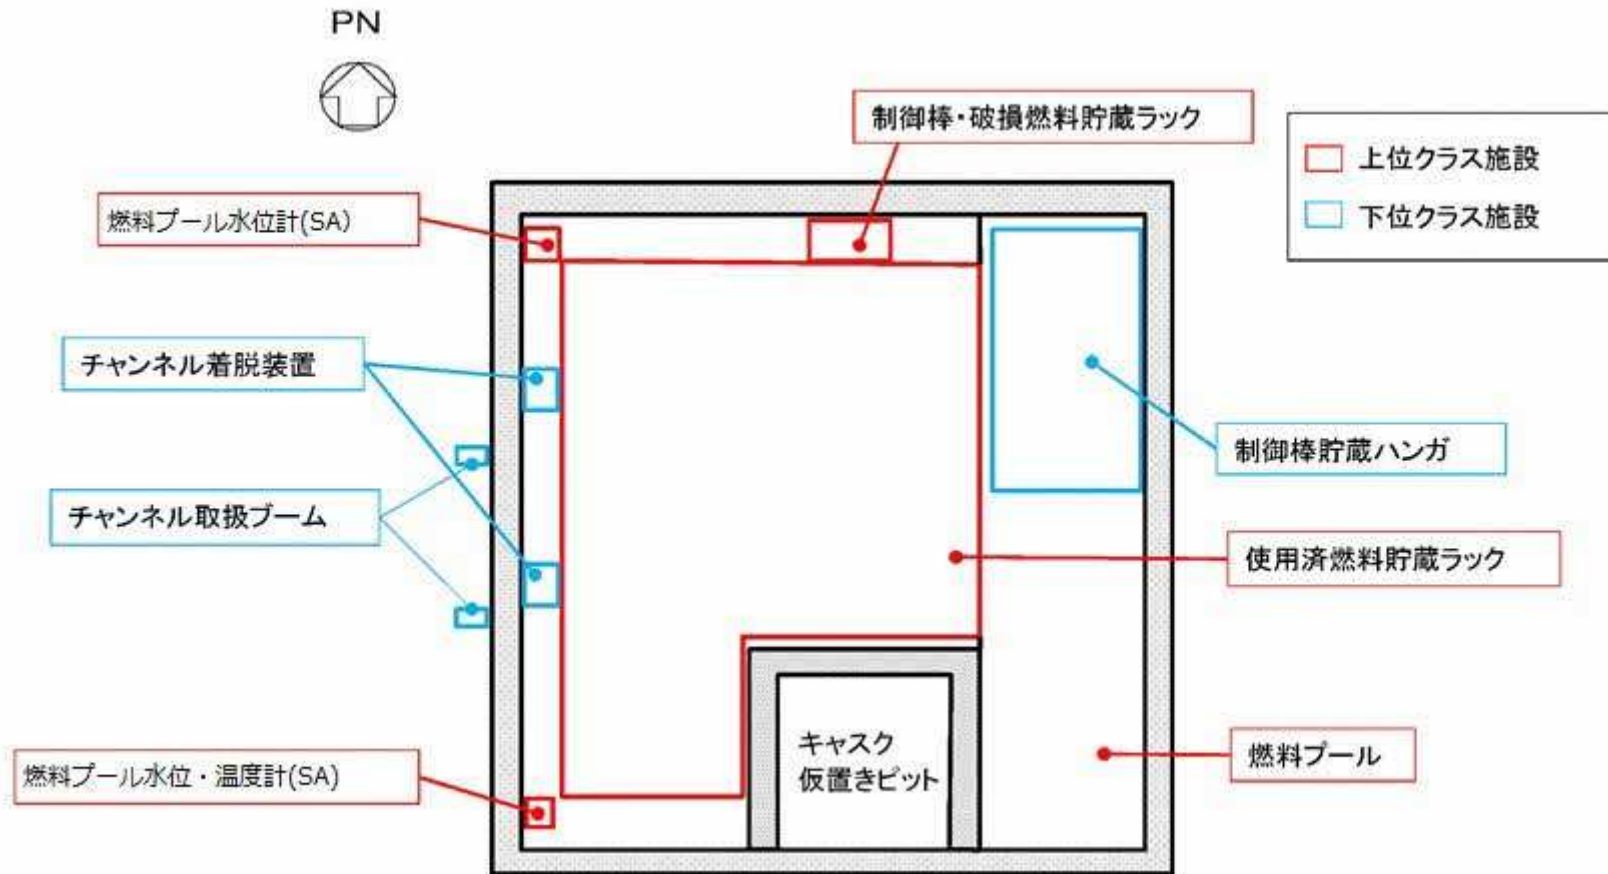 PN
制御棒・破損燃料貯蔵ラック
上位クラス施設
下位クラス施設
燃料プール水位計(SA)
チャンネル着脱装置
チャンネル取扱ブーム
制御棒貯蔵ハンガ
使用済燃料貯蔵ラック
キャスク
仮置きピット
燃料プール
燃料プール水位・温度計(SA)